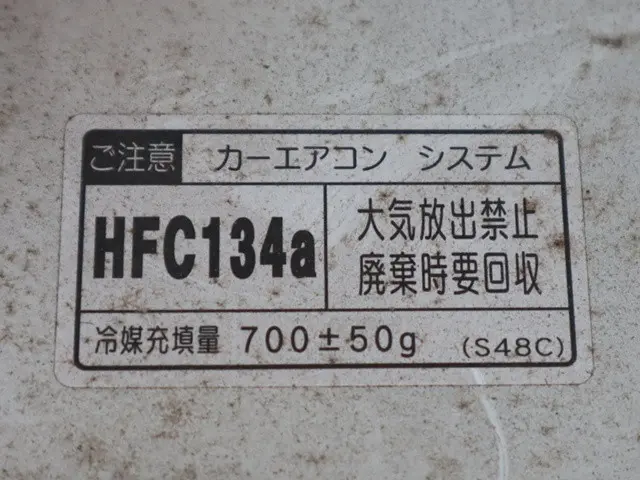 ご注意 カーエアコン システム
HFC134a
大気放出禁止
廃棄時要回収
冷媒充填量 700±50g (S48C)